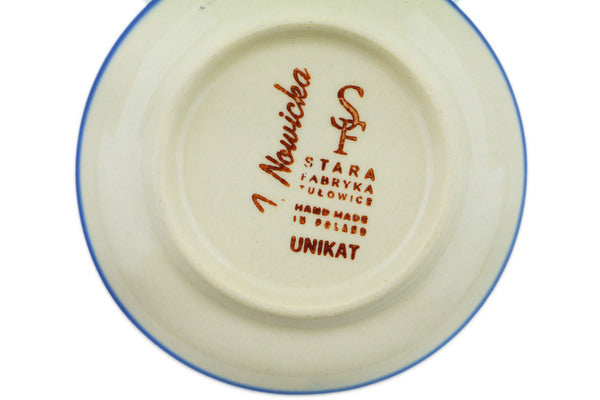 J. Nowicka
SF
STARA
FABRYKA
TUŁOWICE
HAND MADE
IN POLAND
UNIKAT